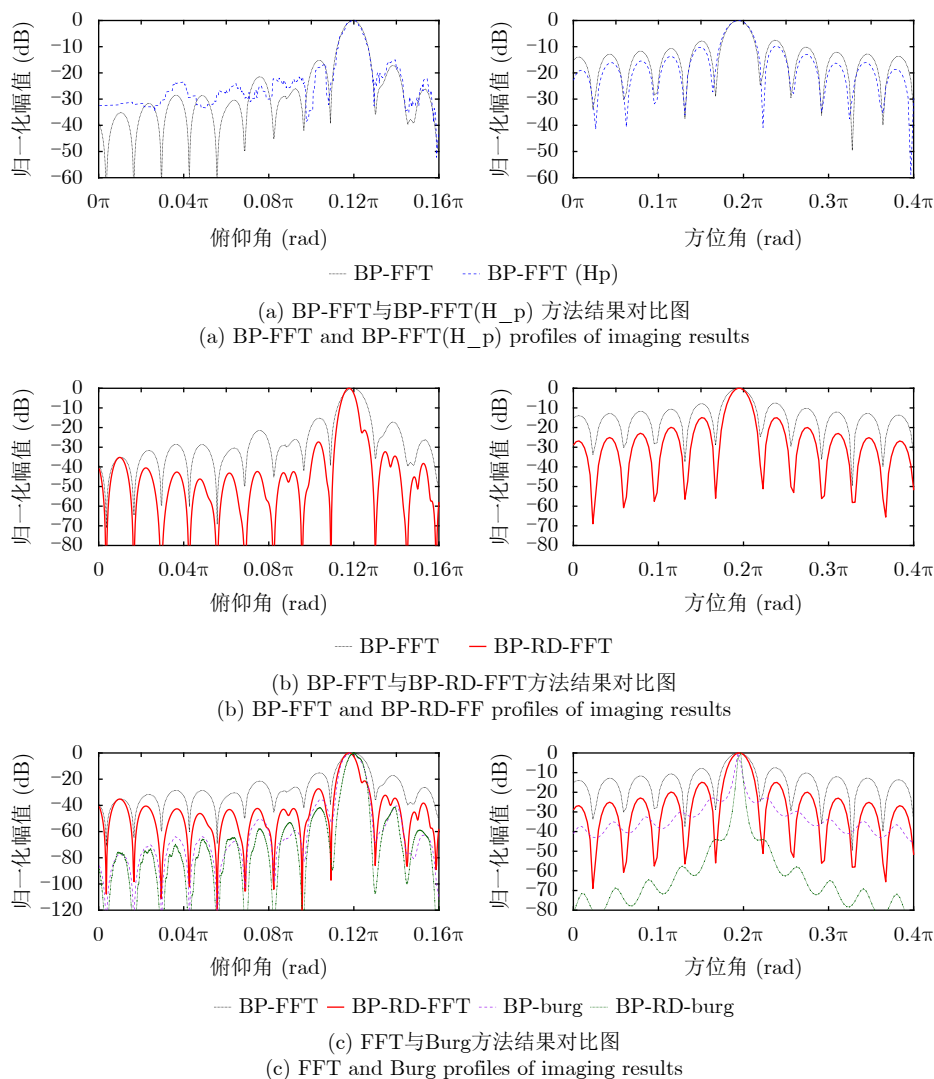 0
−10
−20
−30
−40
−50
−60
归一化幅值 (dB)
0π 0.04π 0.08π 0.12π 0.16π
俯仰角 (rad)
0
−10
−20
−30
−40
−50
−60
归一化幅值 (dB)
0π 0.1π 0.2π 0.3π 0.4π
方位角 (rad)
BP-FFT BP-FFT (Hp)
(a) BP-FFT与BP-FFT(H_p) 方法结果对比图
(a) BP-FFT and BP-FFT(H_p) profiles of imaging results
0
−10
−20
−30
−40
−50
−60
−70
−80
归一化幅值 (dB)
0 0.04π 0.08π 0.12π 0.16π
俯仰角 (rad)
0
−10
−20
−30
−40
−50
−60
−70
−80
归一化幅值 (dB)
0 0.1π 0.2π 0.3π 0.4π
方位角 (rad)
BP-FFT BP-RD-FFT
(b) BP-FFT与BP-RD-FFT方法结果对比图
(b) BP-FFT and BP-RD-FF profiles of imaging results
0
−20
−40
−60
−80
−100
−120
归一化幅值 (dB)
0 0.04π 0.08π 0.12π 0.16π
俯仰角 (rad)
0
−10
−20
−30
−40
−50
−60
−70
−80
归一化幅值 (dB)
0 0.1π 0.2π 0.3π 0.4π
方位角 (rad)
BP-FFT BP-RD-FFT BP-burg BP-RD-burg
(c) FFT与Burg方法结果对比图
(c) FFT and Burg profiles of imaging results